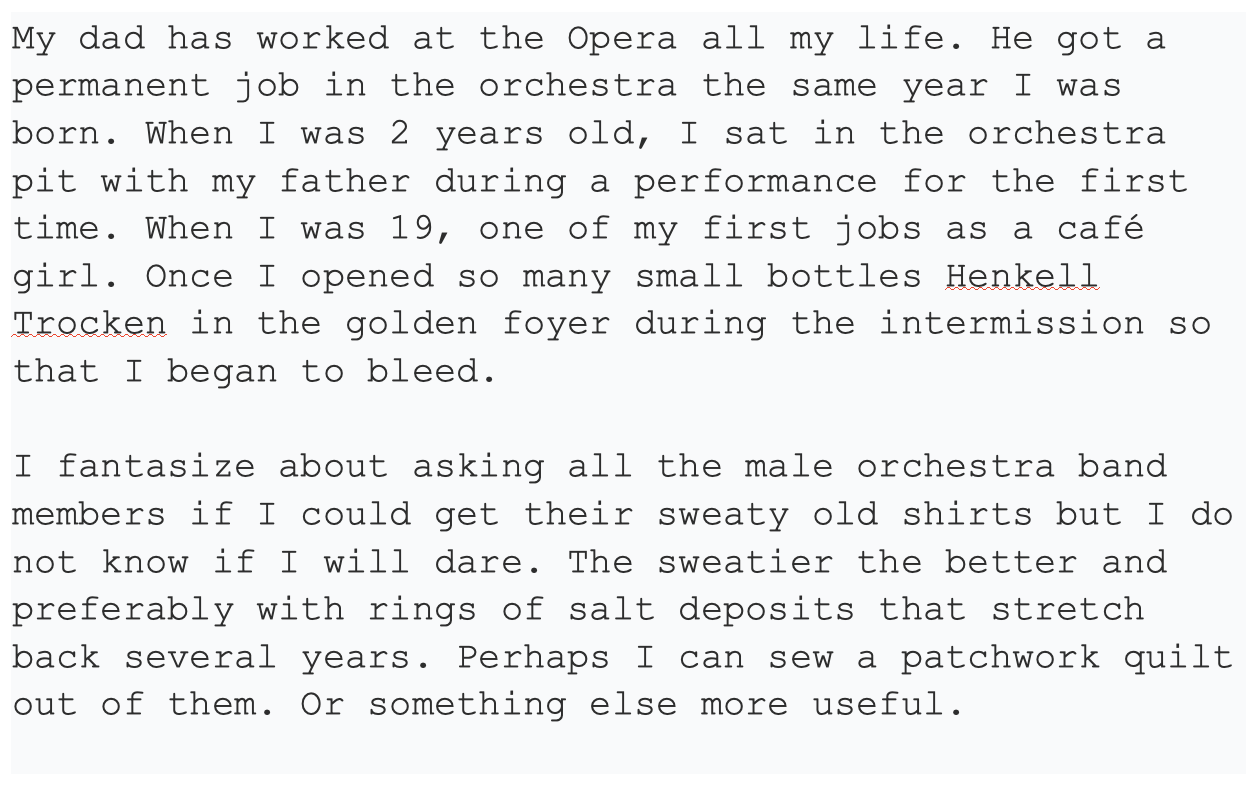 My dad has worked at the Opera all my life. He got a
permanent job in the orchestra the same year I was
born. When I was 2 years old, I sat in the orchestra
pit with my father during a performance for the first
time. When I was 19, one of my first jobs as a café
girl. Once I opened so many small bottles Henkell
Trocken in the golden foyer during the intermission so
that I began to bleed.
I fantasize about asking all the male orchestra band
members if I could get their sweaty old shirts but I do
not know if I will dare. The sweatier the better and
preferably with rings of salt deposits that stretch
back several years. Perhaps I can sew a patchwork quilt
out of them. Or something else more useful.